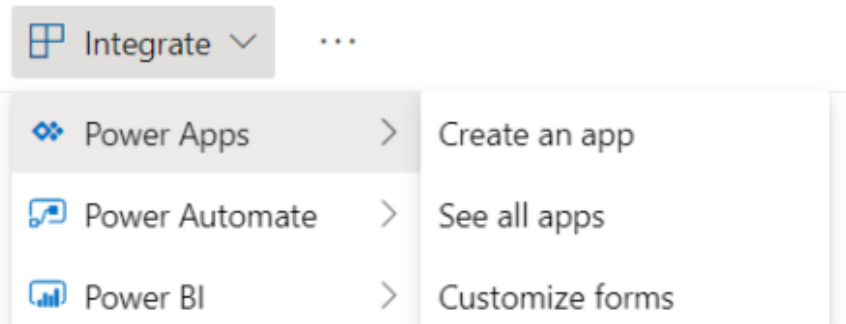 Integrate ...
Power Apps
Power Automate
Power BI
Create an app
See all apps
Customize forms